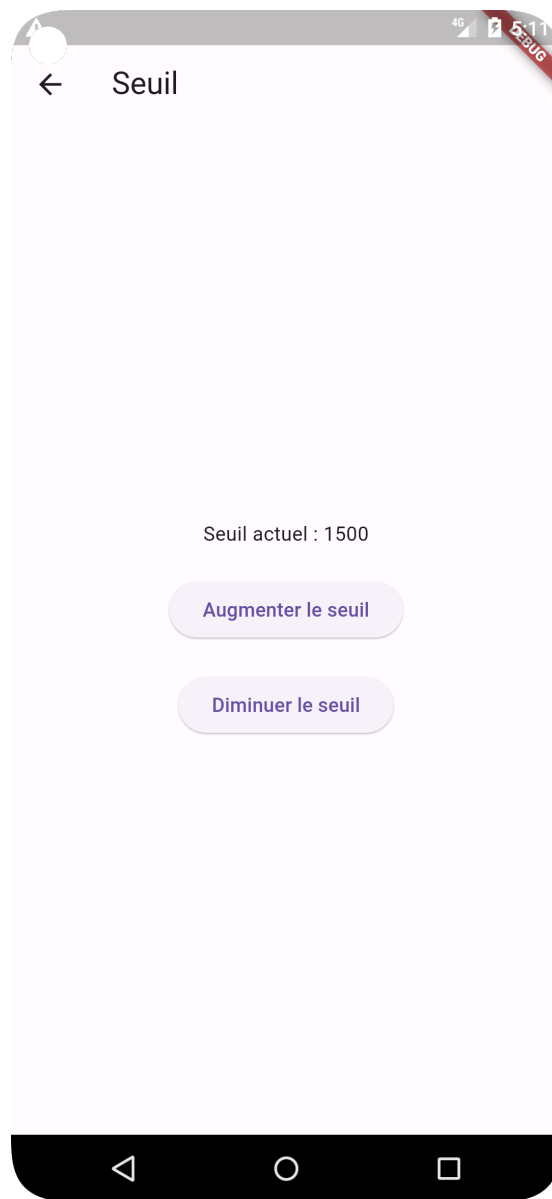 4G
5:11
DEBUG
Seuil
Seuil actuel : 1500
Augmenter le seuil
Diminuer le seuil